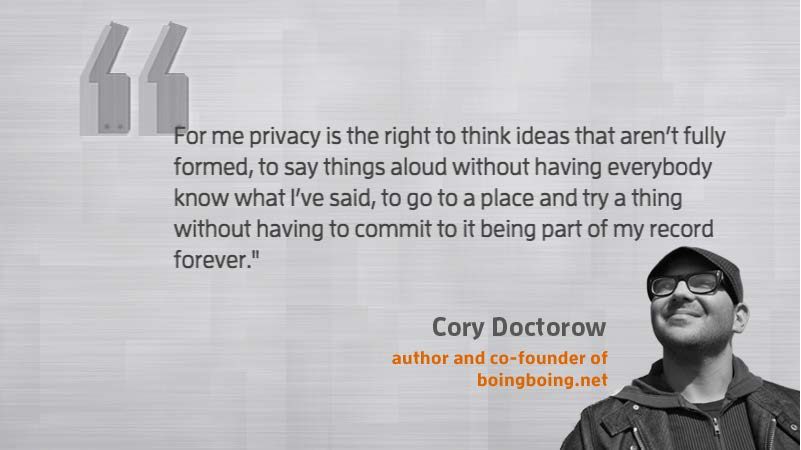 “
For me privacy is the right to think ideas that aren’t fully
formed, to say things aloud without having everybody
know what I’ve said, to go to a place and try a thing
without having to commit to it being part of my record
forever."
Cory Doctorow
author and co-founder of
boingboing.net